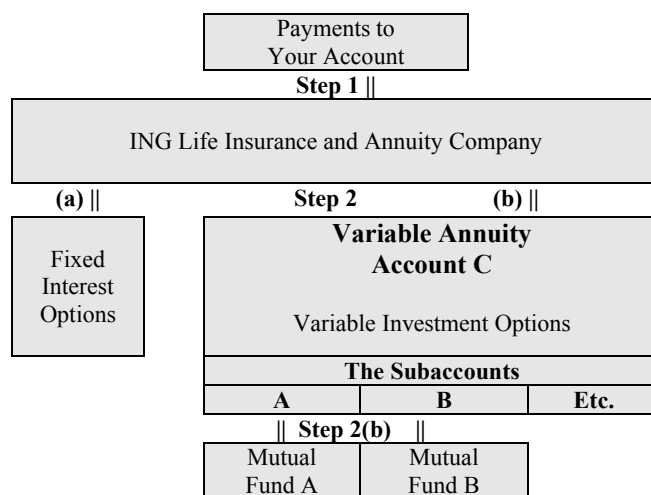 Payments to
Your Account
Step 1 ||
ING Life Insurance and Annuity Company
(a) || Step 2 (b) ||
Fixed
Interest
Options
Variable Annuity
Account C
Variable Investment Options
The Subaccounts
A B Etc.
|| Step 2(b) ||
Mutual
Fund A
Mutual
Fund B